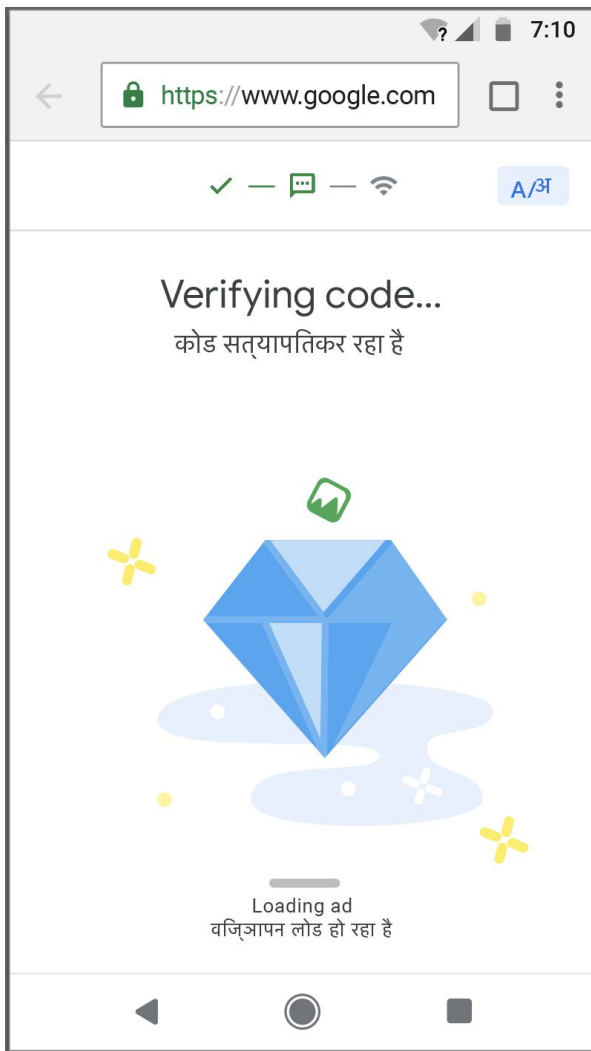 7:10
https://www.google.com
A/अ
Verifying code...
कोड सत्‌यापतिकर रहा है
Loading ad
वजि्ञापन लोड हो रहा है